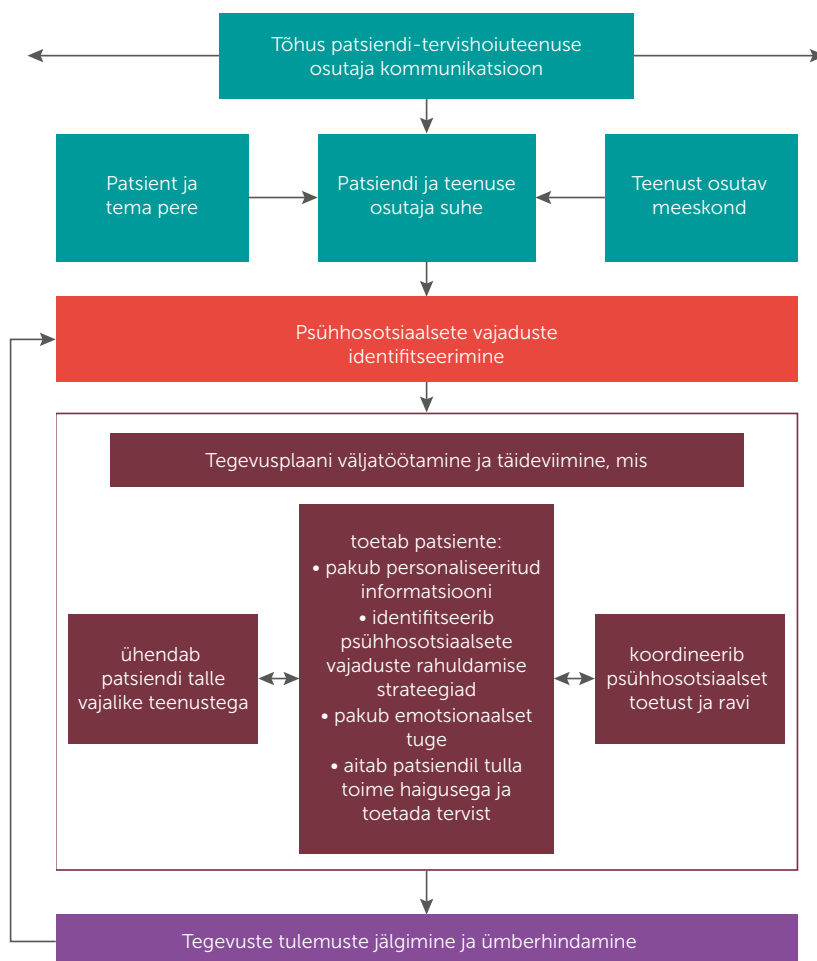 Tõhus patsiendi-tervishoiuteenuse
osutaja kommunikatsioon
Patsient ja
tema pere
Patsiendi ja teenuse
osutaja suhe
Teenust osutav
meeskond
Psühhosotsiaalsete vajaduste
identifitseerimine
Tegevusplaani väljatöötamine ja täideviimine, mis
ühendab
patsiendi talle
vajalike teenustega
toetab patsiente:
• pakub personaliseeritud
informatsiooni
• identifitseerib
psühhosotsiaalsete
vajaduste rahuldamise
strateegiad
• pakub emotsionaalset
tuge
• aitab patsiendil tulla
toime haigusega ja
toetada tervist
koordineerib
psühhosotsiaalset
toetust ja ravi
Tegevuste tulemuste jälgimine ja ümberhindamine